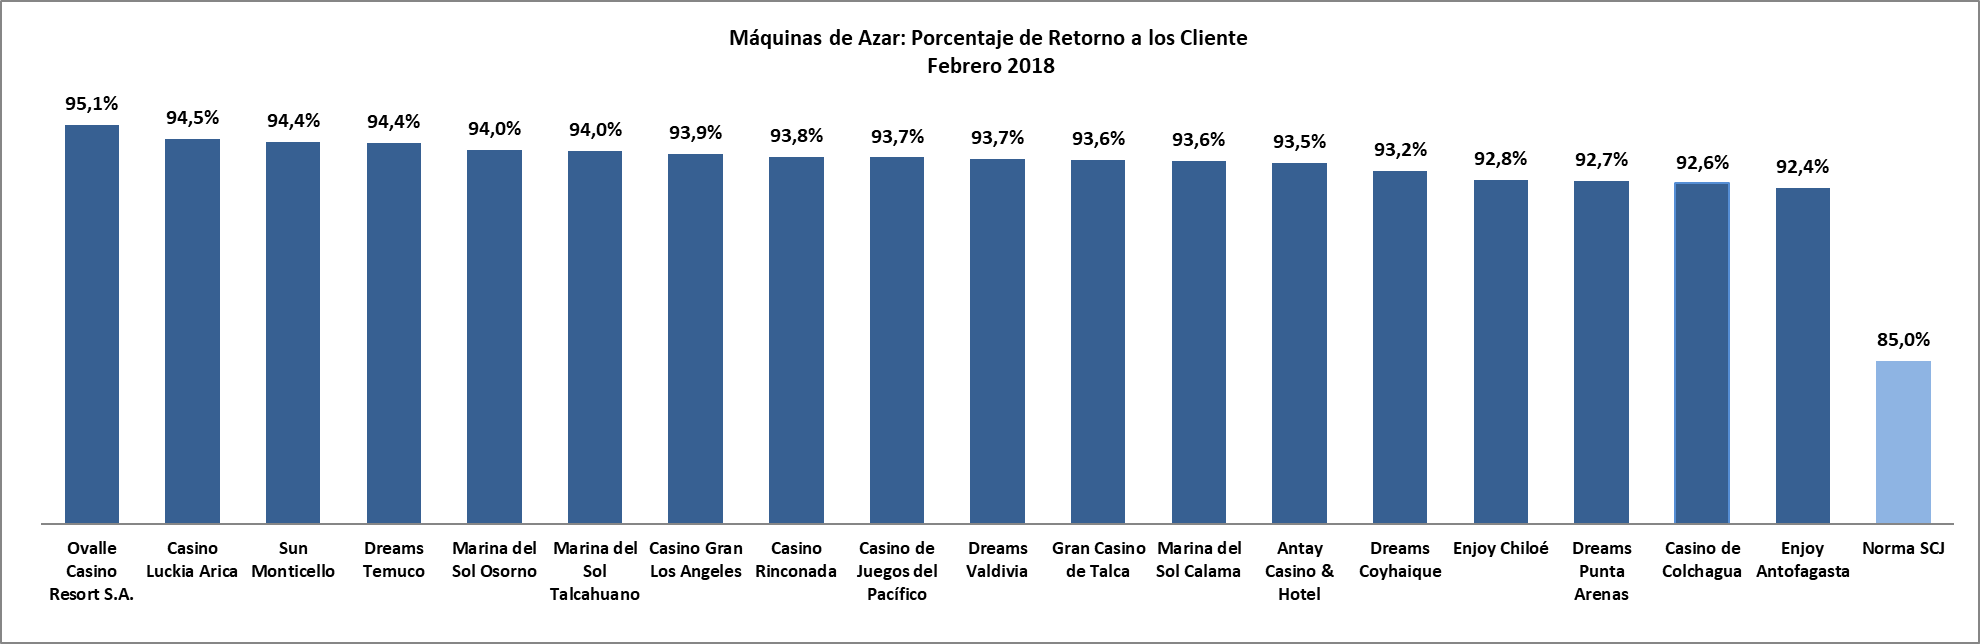 Máquinas de Azar: Porcentaje de Retorno a los Cliente
Febrero 2018
95,1%
94,5%
94,4%
94,4%
94,0%
94,0%
93,9%
93,8%
93,7%
93,7%
93,6%
93,6%
93,5%
93,2%
92,8%
92,7%
92,6%
92,4%
85,0%
Ovalle
Casino
Resort S.A.
Casino
Luckia Arica
Sun
Monticello
Dreams
Temuco
Marina del
Sol Osorno
Marina del
Sol
Talcahuano
Casino Gran
Los Angeles
Casino
Rinconada
Casino de
Juegos del
Pacífico
Dreams
Valdivia
Gran Casino
de Talca
Marina del
Sol Calama
Antay
Casino &
Hotel
Dreams
Coyhaique
Enjoy Chiloé
Dreams
Punta
Arenas
Casino de
Colchagua
Enjoy
Antofagasta
Norma SCJ